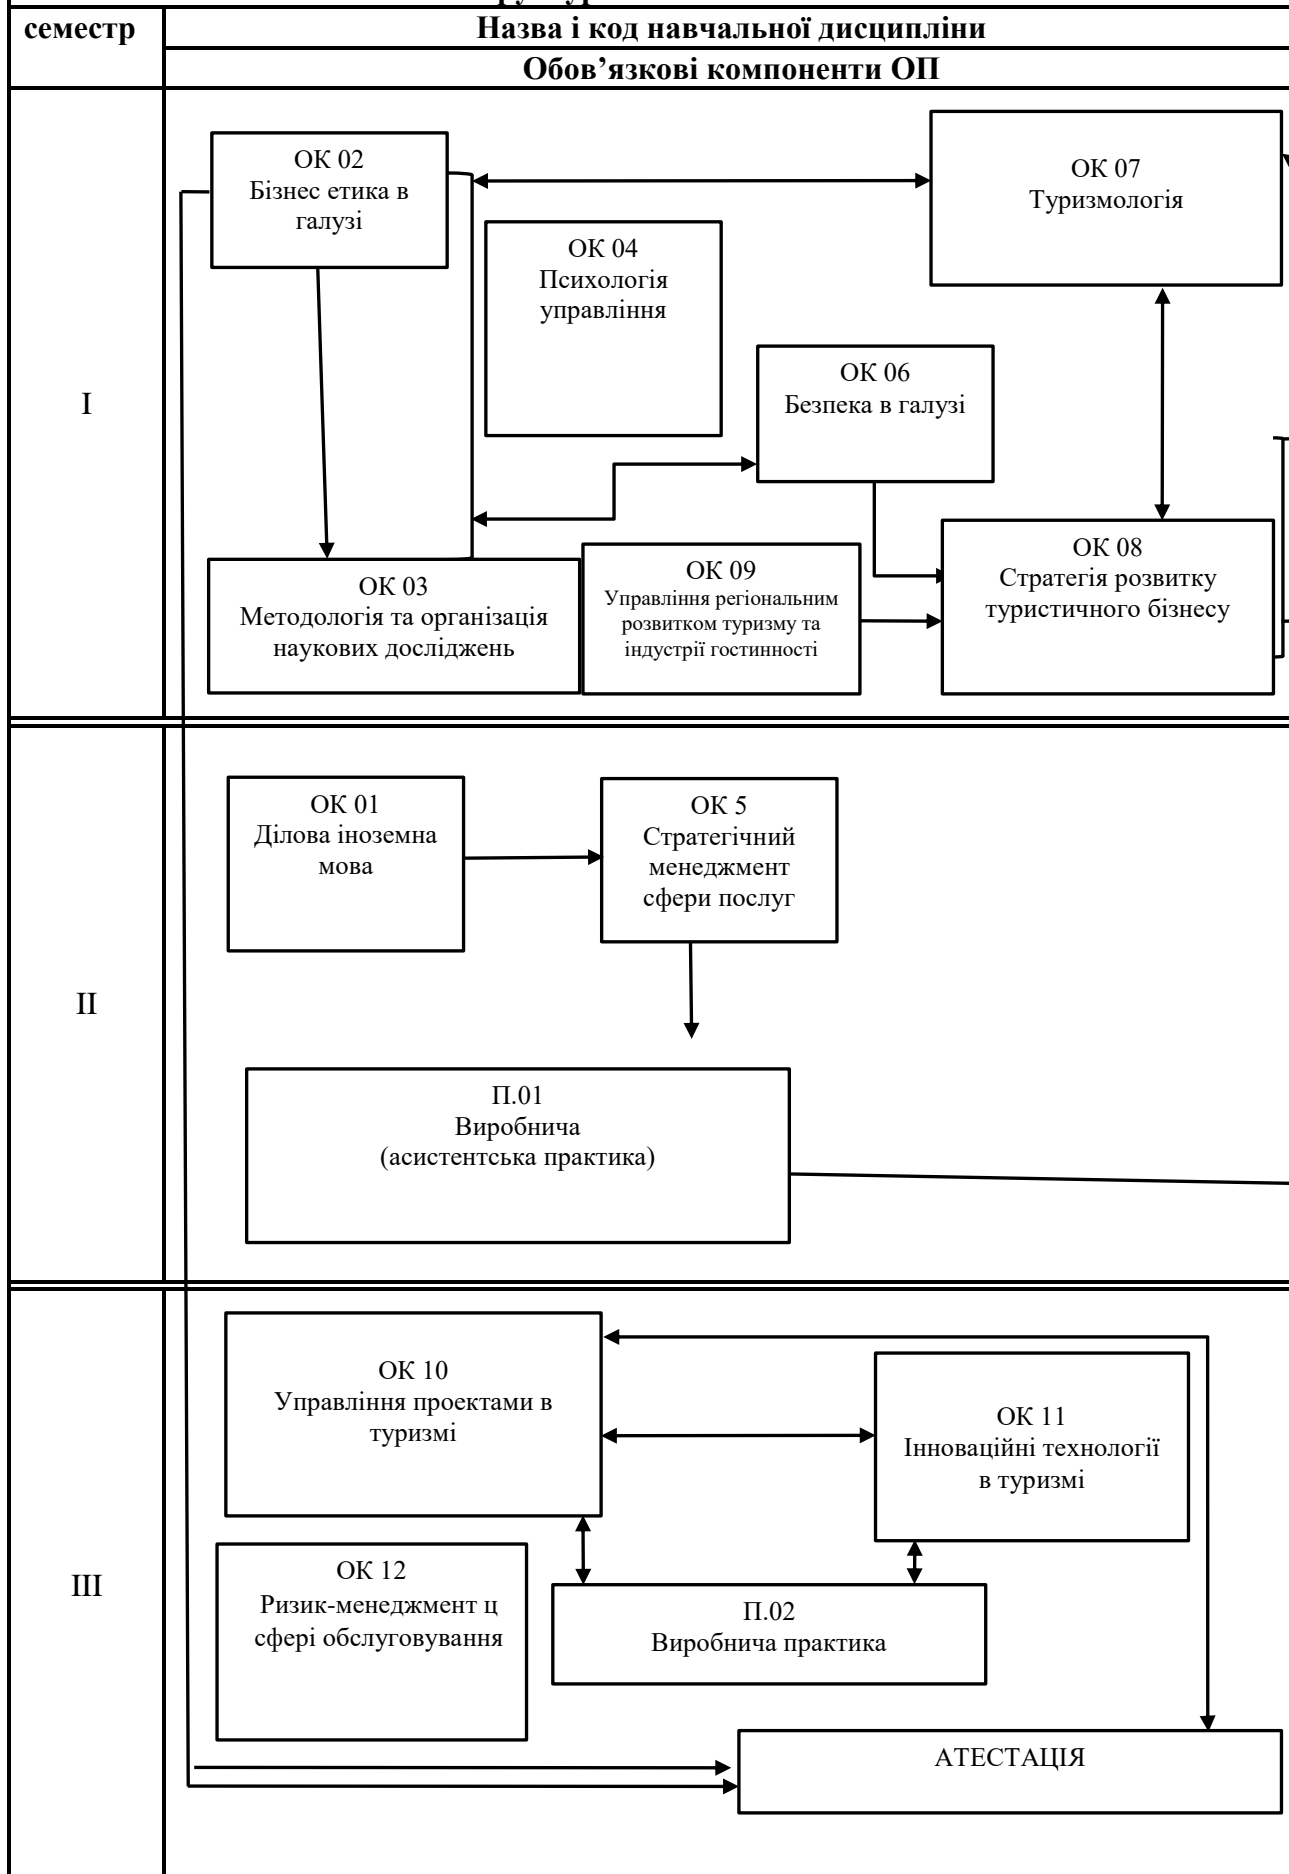 семестр
Назва і код навчальної дисципліни
Обов’язкові компоненти ОП
I
ОК 02
Бізнес етика в
галузі
ОК 07
Туризмологія
ОК 04
Психологія
управління
ОК 06
Безпека в галузі
ОК 03
Методологія та організація
наукових досліджень
ОК 09
Управління регіональним
розвитком туризму та
індустрії гостинності
ОК 08
Стратегія розвитку
туристичного бізнесу
II
ОК 01
Ділова іноземна
мова
ОК 5
Стратегічний
менеджмент
сфери послуг
П.01
Виробнича
(асистентська практика)
III
ОК 10
Управління проектами в
туризмі
ОК 11
Інноваційні технології
в туризмі
ОК 12
Ризик-менеджмент ц
сфері обслуговування
П.02
Виробнича практика
АТЕСТАЦІЯ